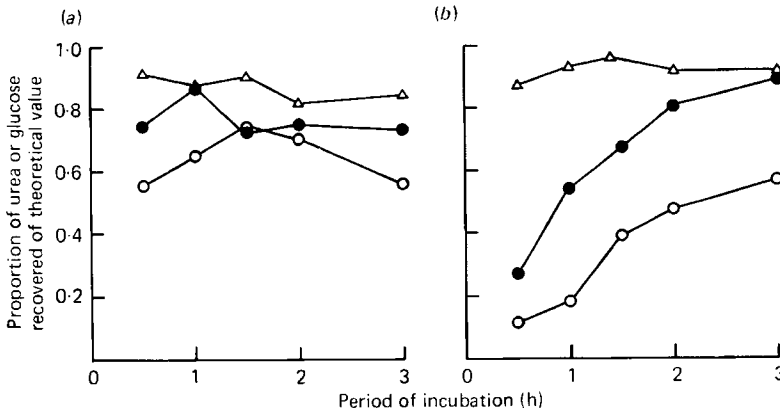 (a)
(b)
Proportion of urea or glucose
recovered of theoretical value
1·0
0·8
0·6
0·4
0·2
0 1 2 3
0 1 2 3
Period of incubation (h)